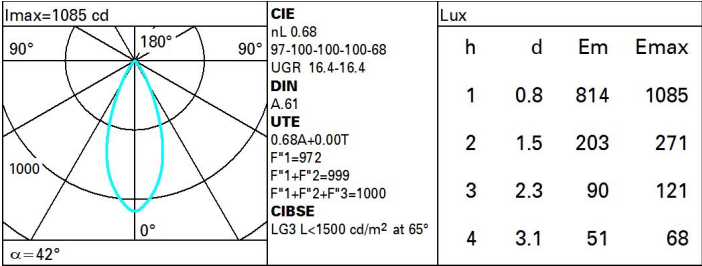 Imax=1085 cd
90° 180° 90°
1000
0°
α=42°
CIE
nL 0.68
97-100-100-100-68
UGR 16.4-16.4
DIN
A.61
UTE
0.68A+0.00T
F"1=972
F"1+F"2=999
F"1+F"2+F"3=1000
CIBSE
LG3 L<1500 cd/m² at 65°
Lux
h d Em Emax
1 0.8 814 1085
2 1.5 203 271
3 2.3 90 121
4 3.1 51 68